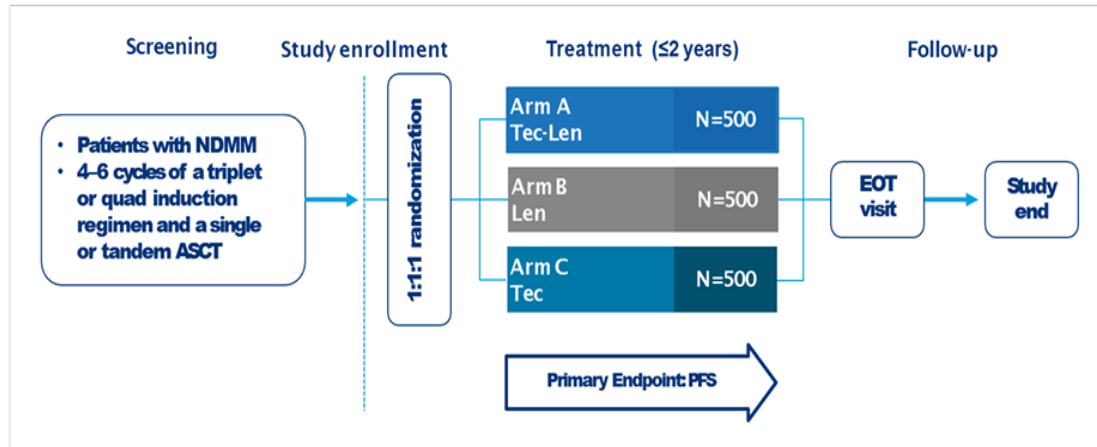 Screening
Study enrollment
Treatment (≤2 years)
Follow-up
• Patients with NDMM
• 4–6 cycles of a triplet
or quad induction
regimen and a single
or tandem ASCT
1:1:1 randomization
Arm A
Tec-Len
N=500
Arm B
Len
N=500
Arm C
Tec
N=500
EOT
visit
Study
end
Primary Endpoint: PFS